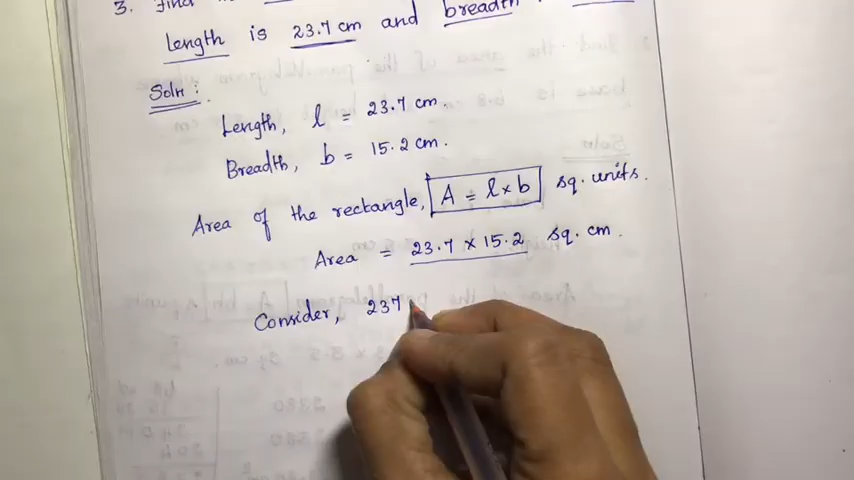 3. Find
Length is 23.7 cm and breadth
Soln :
Length, l = 23.7 cm.
Breadth, b = 15.2 cm.
Area of the rectangle, A = l × b sq. units.
Area = 23.7 × 15.2 sq. cm.
Consider, 237